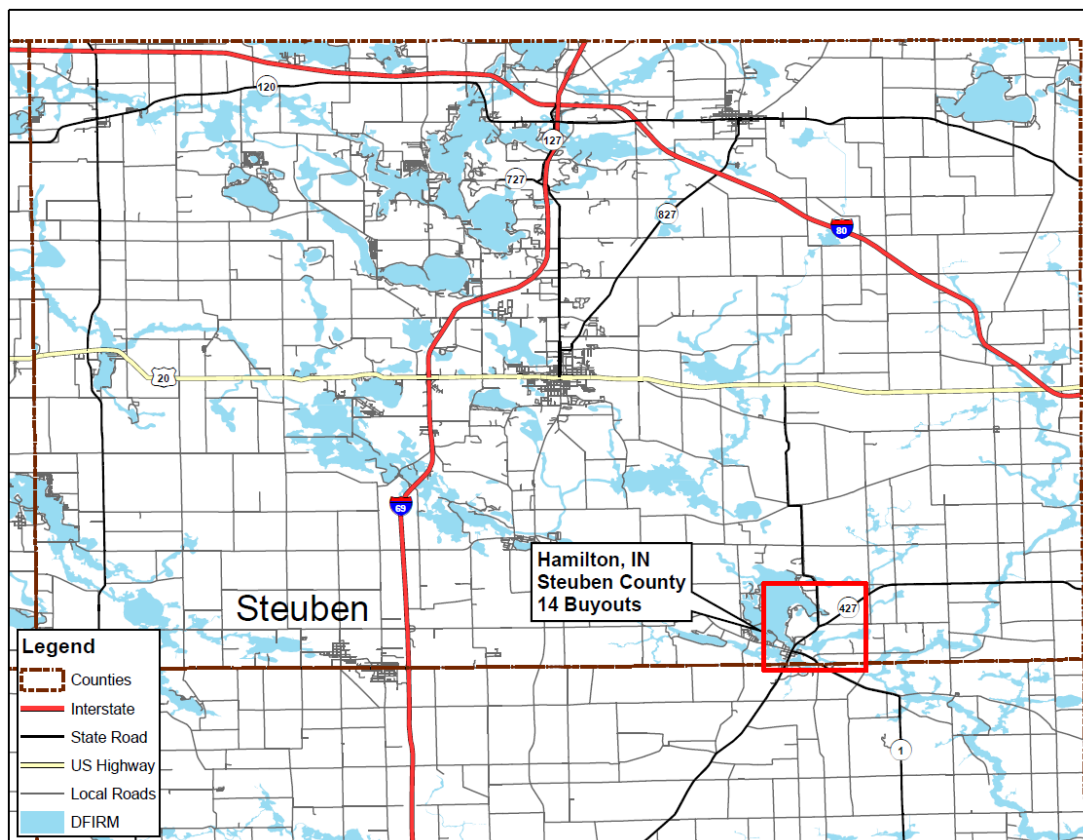 120
127
727
827
80
20
69
Hamilton, IN
Steuben County
14 Buyouts
427
Steuben
1
Legend
Counties
Interstate
State Road
US Highway
Local Roads
DFIRM